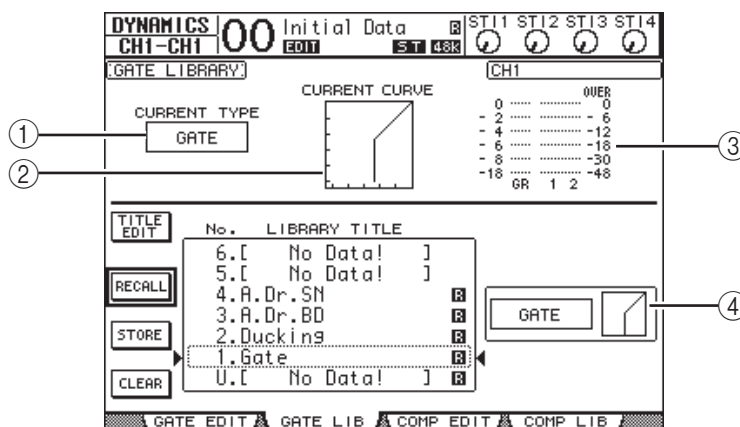 DYNAMICS
CH1-CH1
00
Initial Data R
EDIT ST 48K
STI1 STI2 STI3 STI4
GATE LIBRARY
CH1
CURRENT TYPE
GATE
CURRENT CURVE
OVER
0 0
- 2 - 6
- 4 -12
- 6 -18
- 8 -30
-18 -48
GR 1 2
1
2
3
4
TITLE EDIT
RECALL
STORE
CLEAR
No. LIBRARY TITLE
6.[ No Data! ]
5.[ No Data! ]
4.A.Dr.SN R
3.A.Dr.BD R
2.Ducking R
1.Gate R
U.[ No Data! ] R
GATE
GATE EDIT GATE LIB COMP EDIT COMP LIB